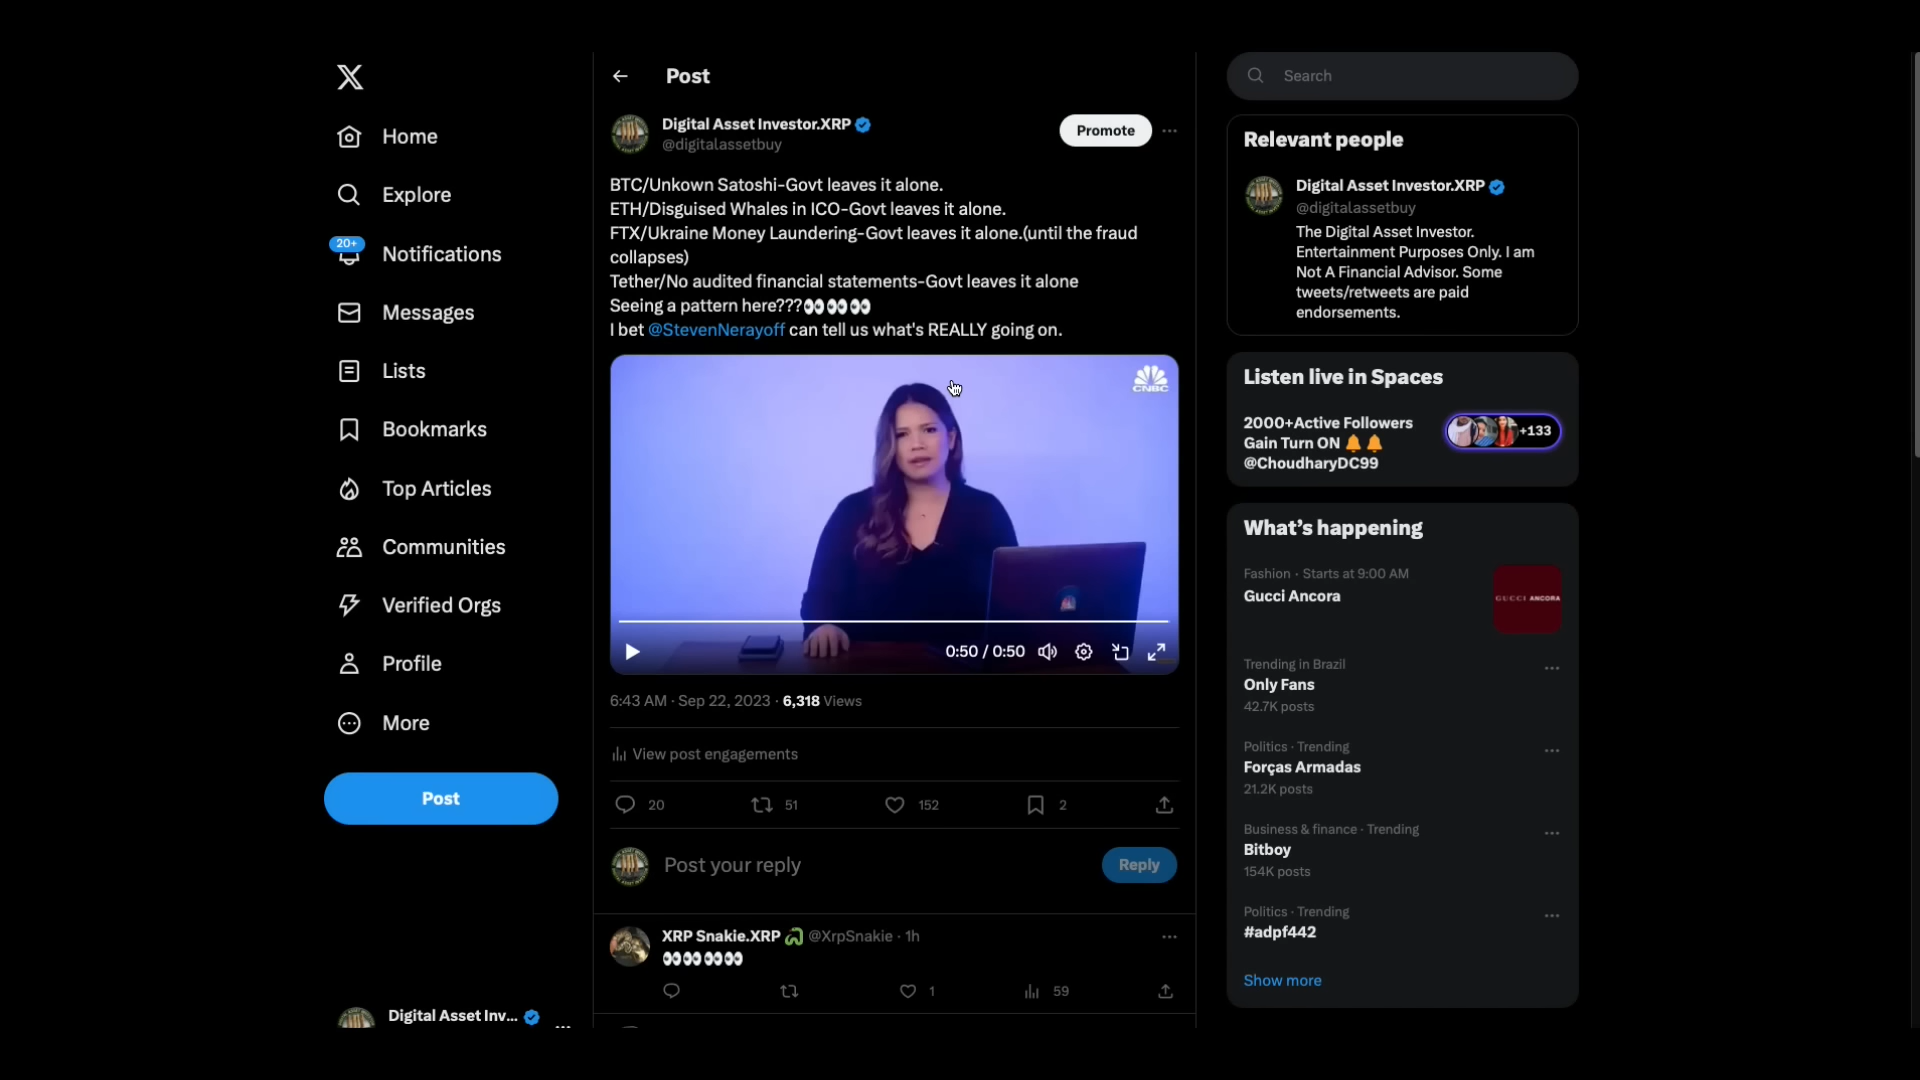 Home
Explore
20+
Notifications
Messages
Lists
Bookmarks
Top Articles
Communities
Verified Orgs
Profile
More
Post
Digital Asset Inv...
Post
Digital Asset Investor.XRP
@digitalassetbuy
Promote
BTC/Unkown Satoshi-Govt leaves it alone.
ETH/Disguised Whales in ICO-Govt leaves it alone.
FTX/Ukraine Money Laundering-Govt leaves it alone.(until the fraud
collapses)
Tether/No audited financial statements-Govt leaves it alone
Seeing a pattern here???👀👀👀
I bet @StevenNerayoff can tell us what's REALLY going on.
CNBC
0:50 / 0:50
6:43 AM · Sep 22, 2023 · 6,318 Views
View post engagements
20 51 152 2
Post your reply
Reply
XRP Snakie.XRP @XrpSnakie · 1h
👀👀👀👀
1 59
Search
Relevant people
Digital Asset Investor.XRP
@digitalassetbuy
The Digital Asset Investor.
Entertainment Purposes Only. I am
Not A Financial Advisor. Some
tweets/retweets are paid
endorsements.
Listen live in Spaces
2000+Active Followers
Gain Turn ON 🔔 🔔
@ChoudharyDC99
+133
What's happening
Fashion · Starts at 9:00 AM
Gucci Ancora
GUCCI ANCORA
Trending in Brazil
Only Fans
42.7K posts
Politics · Trending
Forças Armadas
21.2K posts
Business & finance · Trending
Bitboy
154K posts
Politics · Trending
#adpf442
Show more